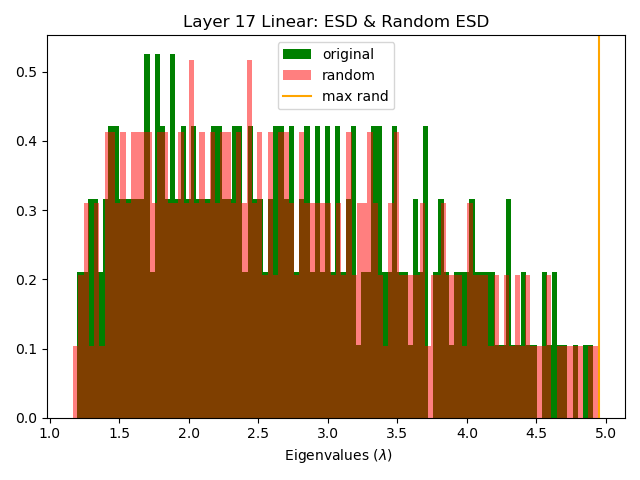 Layer 17 Linear: ESD & Random ESD
original
random
max rand
0.5
0.4
0.3
0.2
0.1
0.0
1.0 1.5 2.0 2.5 3.0 3.5 4.0 4.5 5.0
Eigenvalues (λ)